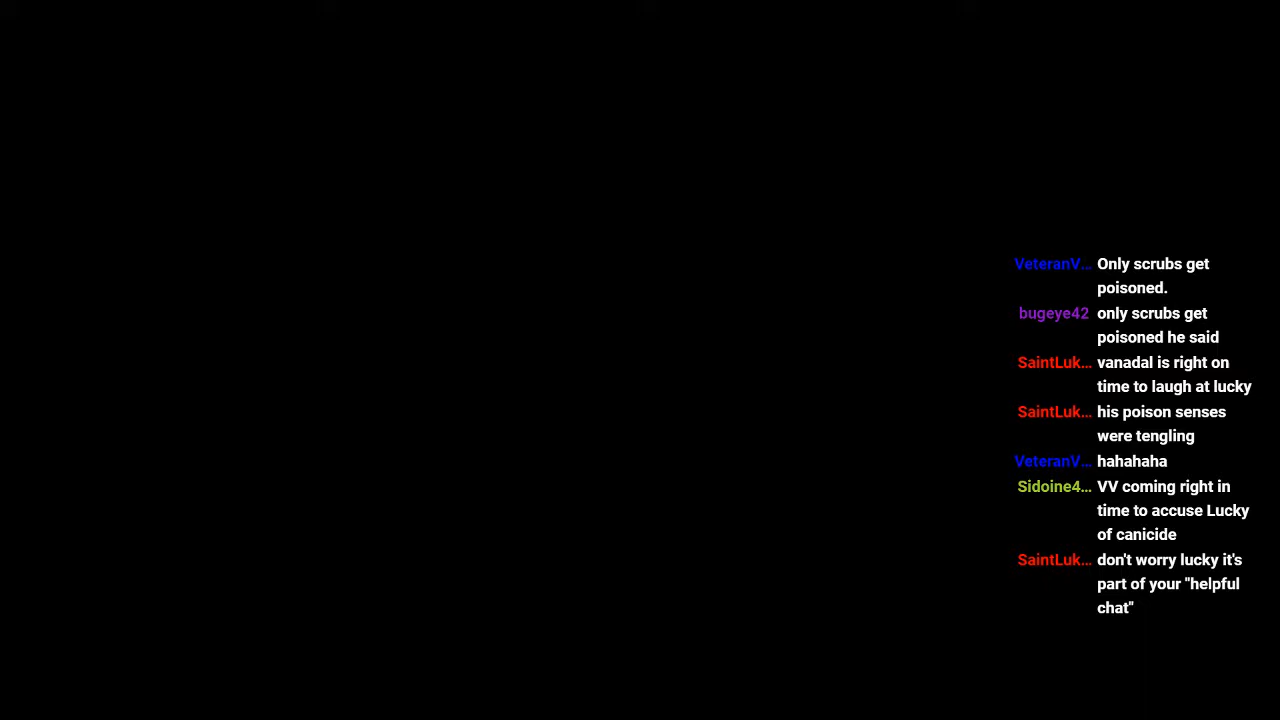 VeteranV... Only scrubs get
poisoned.
bugeye42 only scrubs get
poisoned he said
SaintLuk... vanadal is right on
time to laugh at lucky
SaintLuk... his poison senses
were tengling
VeteranV... hahahaha
Sidoine4... VV coming right in
time to accuse Lucky
of canicide
SaintLuk... don't worry lucky it's
part of your "helpful
chat"